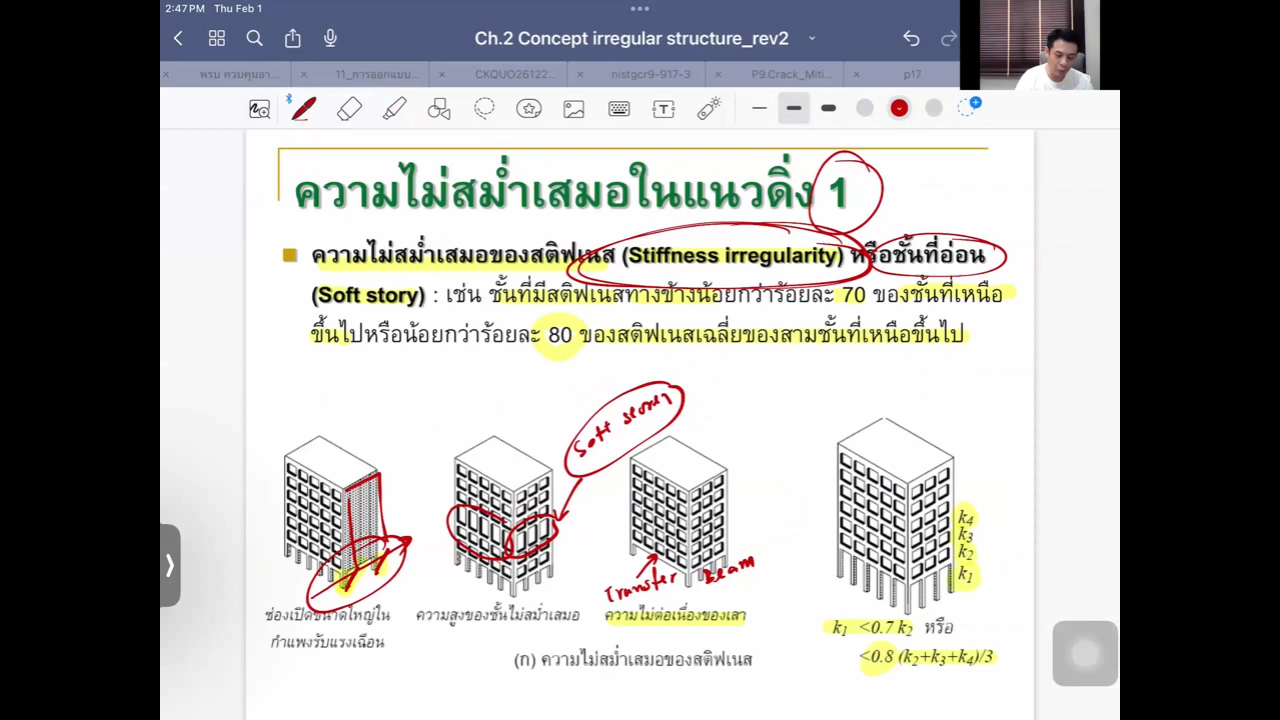 2:47 PM Thu Feb 1
Ch.2 Concept irregular structure_rev2
พรบ ควบคุมอา...
11_การออกแบบ...
CKQUO26122...
nistgcr9-917-3
P9.Crack_Miti...
p17
ความไม่สม่ำเสมอในแนวดิ่ง 1
ความไม่สม่ำเสมอของสติฟเนส (Stiffness irregularity) หรือชั้นที่อ่อน
(Soft story) : เช่น ชั้นที่มีสติฟเนสทางข้างน้อยกว่าร้อยละ 70 ของชั้นที่เหนือ
ขึ้นไปหรือน้อยกว่าร้อยละ 80 ของสติฟเนสเฉลี่ยของสามชั้นที่เหนือขึ้นไป
Soft storey
k4
k3
k2
k1
Transfer Beam
ช่องเปิดขนาดใหญ่ใน
กำแพงรับแรงเฉือน
ความสูงของชั้นไม่สม่ำเสมอ
ความไม่ต่อเนื่องของเสา
k1 <0.7 k2 หรือ
<0.8 (k2+k3+k4)/3
(ก) ความไม่สม่ำเสมอของสติฟเนส